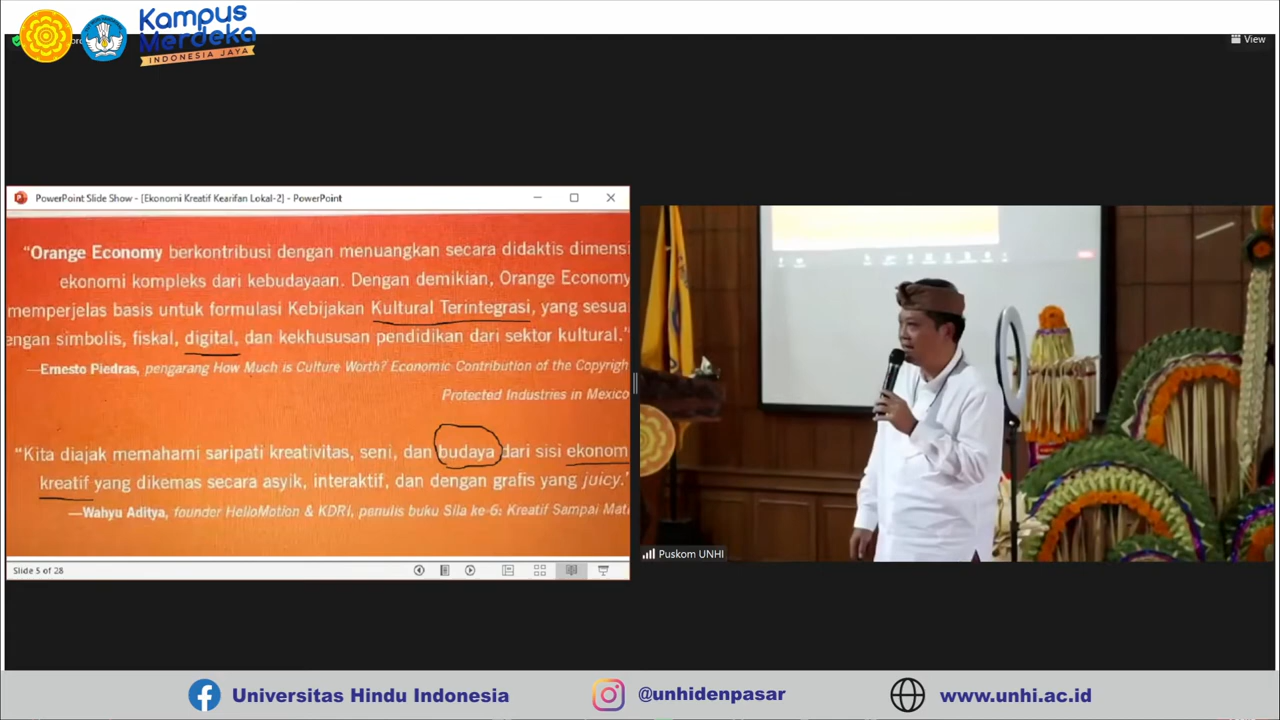 Kampus
Merdeka
INDONESIA JAYA
View
PowerPoint Slide Show - [Ekonomi Kreatif Kearifan Lokal-2] - PowerPoint
“Orange Economy berkontribusi dengan menuangkan secara didaktis dimensi
ekonomi kompleks dari kebudayaan. Dengan demikian, Orange Economy
memperjelas basis untuk formulasi Kebijakan Kultural Terintegrasi, yang sesua
engan simbolis, fiskal, digital, dan kekhususan pendidikan dari sektor kultural.”
—Ernesto Piedras, pengarang How Much is Culture Worth? Economic Contribution of the Copyrigh
Protected Industries in Mexico
“Kita diajak memahami saripati kreativitas, seni, dan budaya dari sisi ekonom
kreatif yang dikemas secara asyik, interaktif, dan dengan grafis yang juicy.”
—Wahyu Aditya, founder HelloMotion & KDRI, penulis buku Sila ke-6: Kreatif Sampai Mati
Slide 5 of 28
Puskom UNHI
Universitas Hindu Indonesia
@unhidenpasar
www.unhi.ac.id